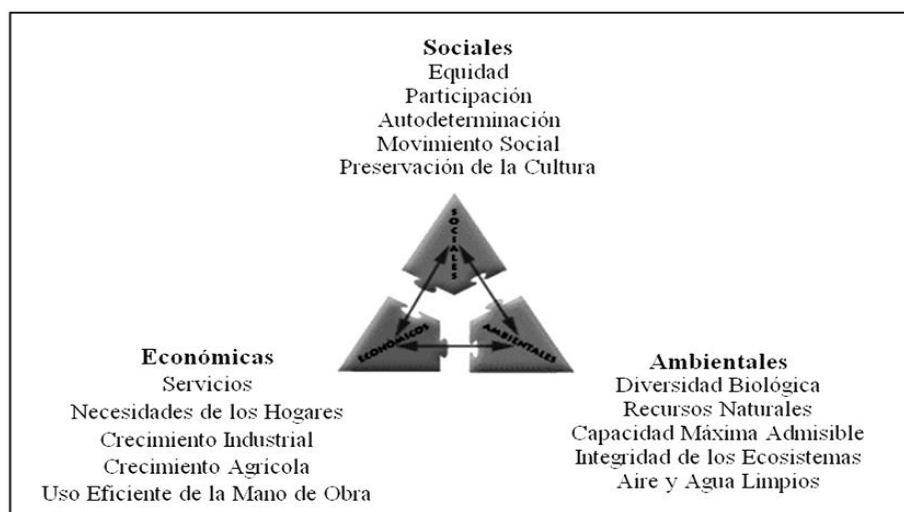 Sociales
Equidad
Participación
Autodeterminación
Movimiento Social
Preservación de la Cultura
SOCIALES
ECONÓMICOS
AMBIENTALES
Económicas
Servicios
Necesidades de los Hogares
Crecimiento Industrial
Crecimiento Agrícola
Uso Eficiente de la Mano de Obra
Ambientales
Diversidad Biológica
Recursos Naturales
Capacidad Máxima Admisible
Integridad de los Ecosistemas
Aire y Agua Limpios